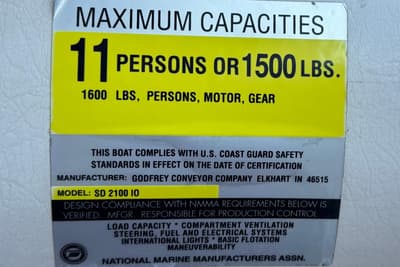 MAXIMUM CAPACITIES
11 PERSONS OR 1500 LBS.
1600 LBS, PERSONS, MOTOR, GEAR
THIS BOAT COMPLIES WITH U.S. COAST GUARD SAFETY
STANDARDS IN EFFECT ON THE DATE OF CERTIFICATION
MANUFACTURER: GODFREY CONVEYOR COMPANY ELKHART IN 46515
MODEL: SD 2100 IO
DESIGN COMPLIANCE WITH NMMA REQUIREMENTS BELOW IS
VERIFIED. MFGR. RESPONSIBLE FOR PRODUCTION CONTROL
LOAD CAPACITY * COMPARTMENT VENTILATION
STEERING, FUEL AND ELECTRICAL SYSTEMS
INTERNATIONAL LIGHTS * BASIC FLOTATION
MANEUVERABILITY
NATIONAL MARINE MANUFACTURERS ASSN.